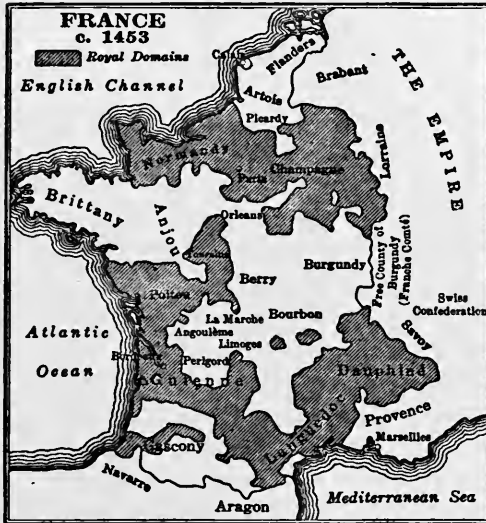 FRANCE
c. 1453
Royal Domains
English Channel
Flanders
Brabant
THE EMPIRE
Artois
Picardy
Normandy
Lorraine
Paris
Champagne
Brittany
Anjou
Orleans
Touraine
Berry
Burgundy
Free County of
Burgundy
(Franche Comté)
Swiss
Confederation
Poitou
La Marche
Bourbon
Angoulême
Limoges
Savoy
Atlantic
Ocean
Perigord
Guienne
Dauphiné
Languedoc
Provence
Marseilles
Gascony
Navarre
Aragon
Mediterranean Sea